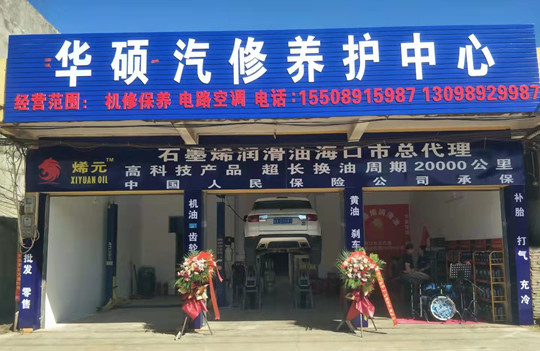 华硕汽修养护中心
经营范围：机修保养 电路空调 电话：15508915987 13098929987
烯元™
XIYUAN OIL
石墨烯润滑油海口市总代理
高科技产品 超长换油周期20000公里
中国人民保险公司承保
批发 零售
机油 齿轮
黄油 刹车
补胎 打气 充冷